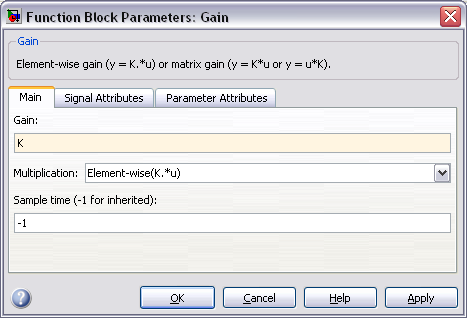 Function Block Parameters: Gain
Gain
Element-wise gain (y = K.*u) or matrix gain (y = K*u or y = u*K).
Main Signal Attributes Parameter Attributes
Gain:
K
Multiplication: Element-wise(K.*u)
Sample time (-1 for inherited):
-1
? OK Cancel Help Apply